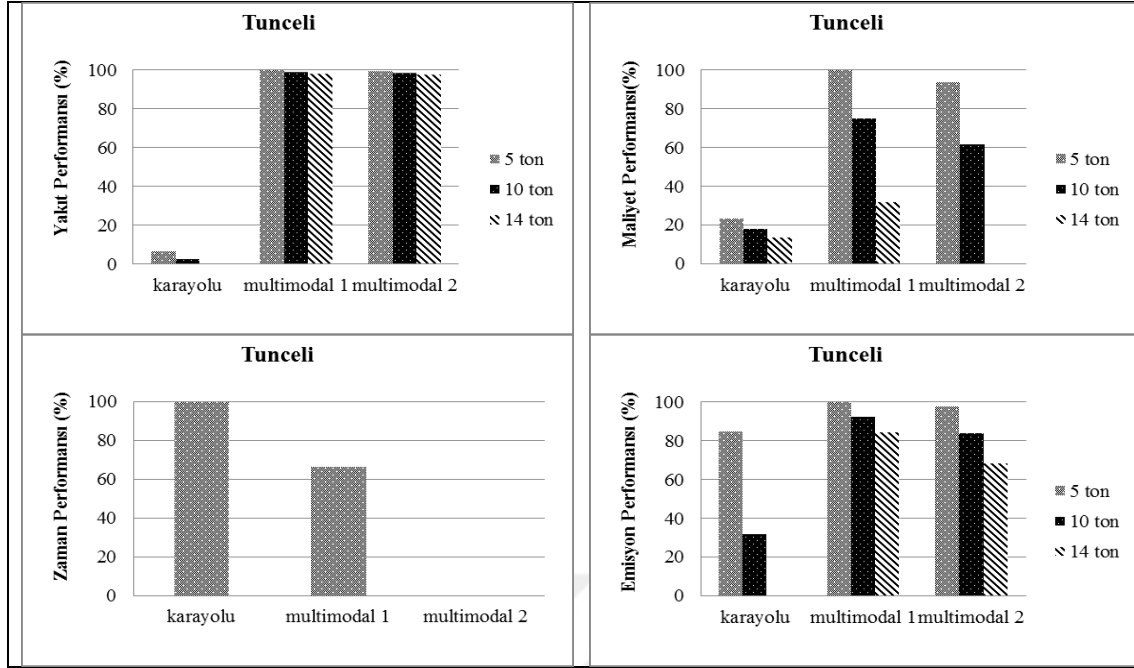 Tunceli
Yakıt Performansı (%)
100
80
60
40
20
0
karayolu multimodal 1 multimodal 2
5 ton
10 ton
14 ton
Tunceli
Maliyet Performansı(%)
100
80
60
40
20
0
karayolu multimodal 1 multimodal 2
5 ton
10 ton
14 ton
Tunceli
Zaman Performansı (%)
100
80
60
40
20
0
karayolu multimodal 1 multimodal 2
Tunceli
Emisyon Performansı (%)
100
80
60
40
20
0
karayolu multimodal 1 multimodal 2
5 ton
10 ton
14 ton